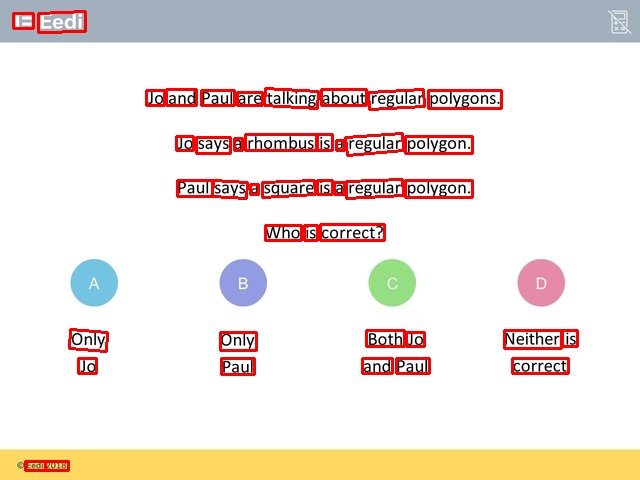 Eedi
Jo and Paul are talking about regular polygons.
Jo says a rhombus is a regular polygon.
Paul says a square is a regular polygon.
Who is correct?
A
B
C
D
Only Jo
Only Paul
Both Jo and Paul
Neither is correct
© Eedi 2018